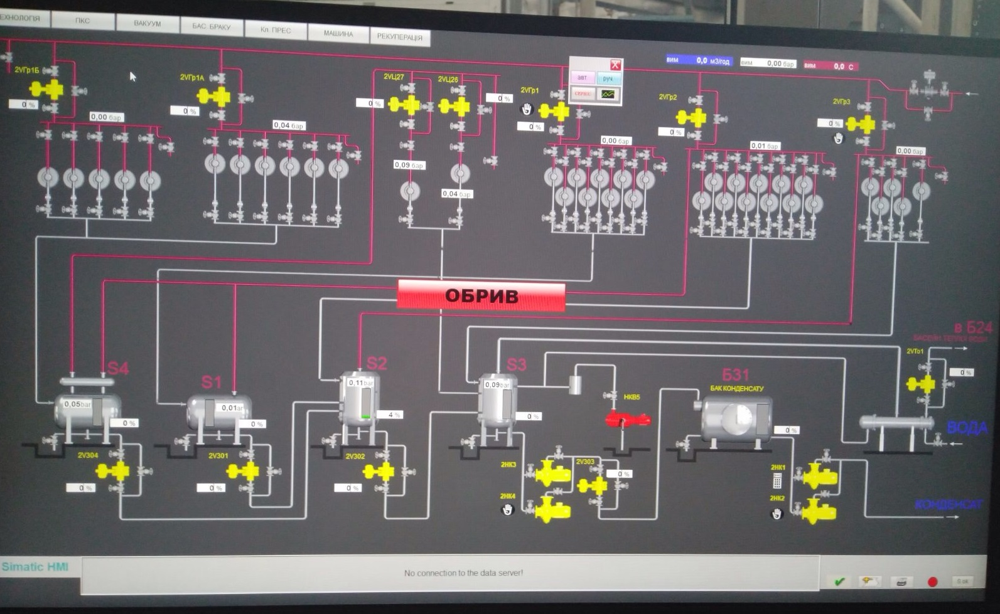 ЕХНОЛОГІЯ
ПКС
ВАКУУМ
БАС. БРАКУ
Кл. ПРЕС
МАШИНА
РЕКУПЕРАЦІЯ
вим 0,0 м3/год
вим 0,00 бар
вим 0,0 С
авт
руч.
СЕРВІС
2VГр1Б
0 %
0,00 бар
2VГр1А
0 %
0,04 бар
2VЦ27
0 %
0,09 бар
2VЦ26
0 %
0,04 бар
2VГр1
0 %
0,00 бар
2VГр2
0 %
0,01 бар
2VГр3
0 %
0,00 бар
ОБРИВ
в Б24
БАСЕЙН ТЕПЛОЇ ВОДИ
2VTo1
0 %
S4
0,05bar
0 %
S1
0,01ar
0 %
S2
0,11bar
4 %
S3
0,09bar
0 %
НКВ5
Б31
БАК КОНДЕНСАТУ
0 %
ВОДА
2V304
0 %
2V301
0 %
2V302
0 %
2НК3
2НК4
2V303
0 %
2НК1
2НК2
КОНДЕНСАТ
Simatic HMI
No connection to the data server!